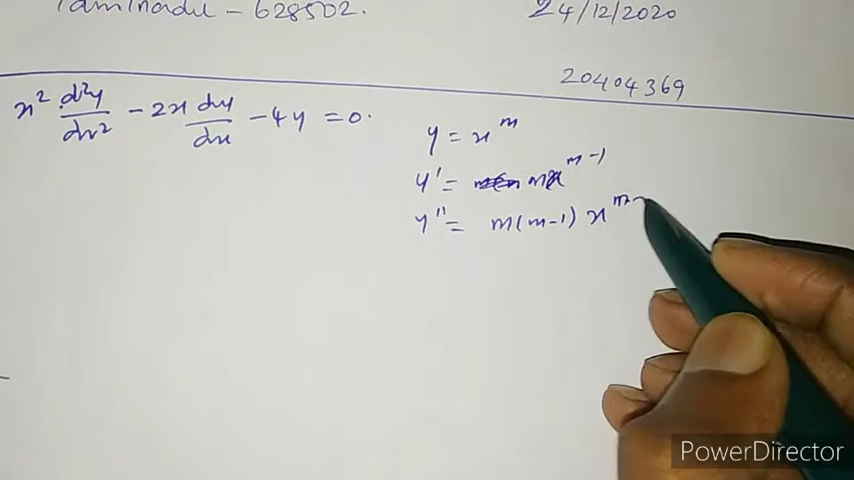 Tamilnadu - 628502.
24/12/2020
20404369
x² d²y/dx² - 2x dy/dx - 4y = 0.
y = x^m
y' = mx^m-1
y'' = m(m-1) x^m-
PowerDirector